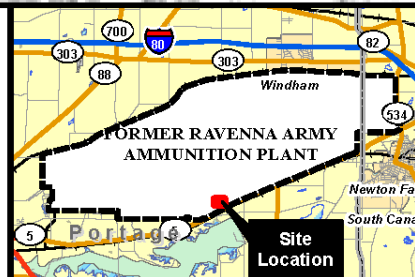 700
80
82
303
303
88
Windham
534
FORMER RAVENNA ARMY
AMMUNITION PLANT
Newton Fa
South Cana
5
Portage
5
Site
Location